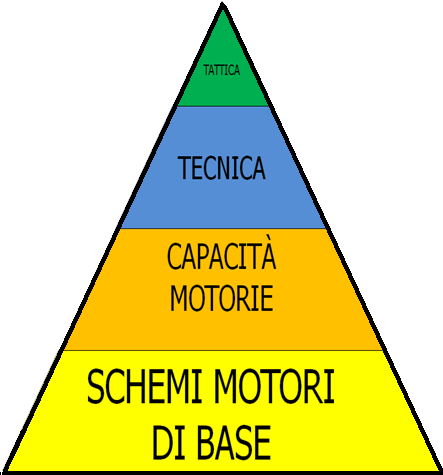 TATTICA
TECNICA
CAPACITÀ
MOTORIE
SCHEMI MOTORI
DI BASE